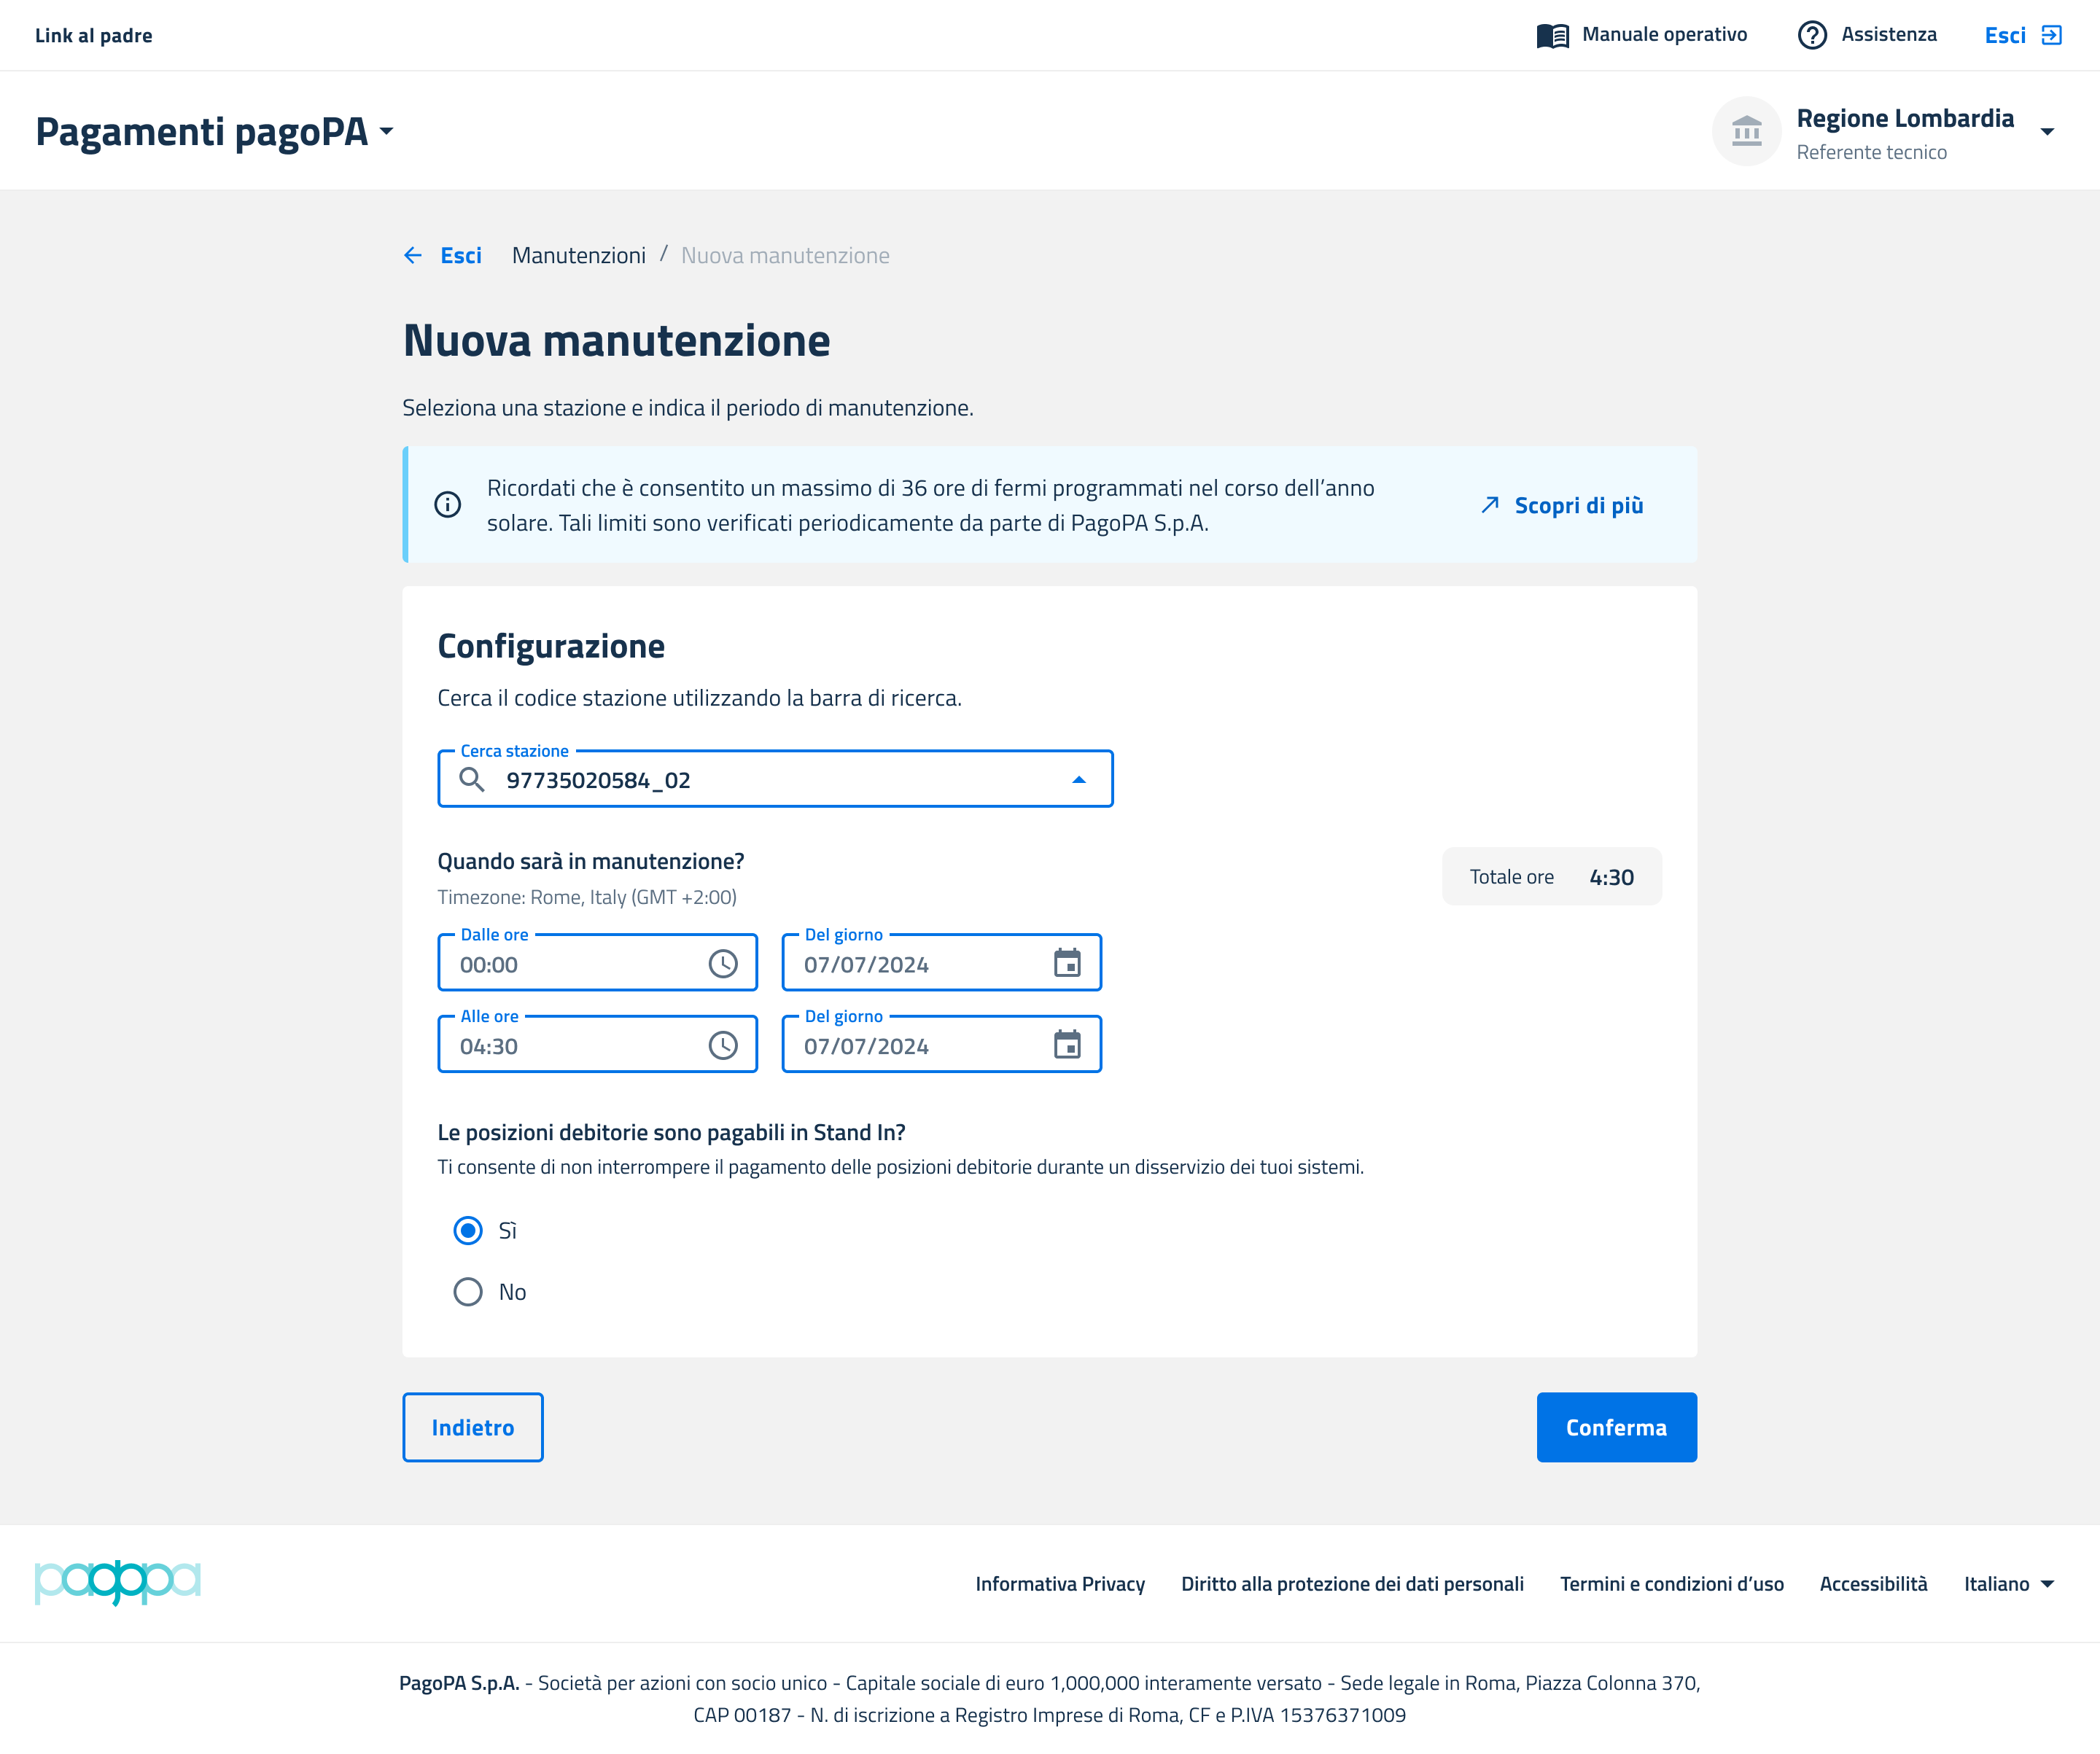 Link al padre
Manuale operativo
Assistenza
Esci
Pagamenti pagoPA
Regione Lombardia
Referente tecnico
Esci
Manutenzioni / Nuova manutenzione
Nuova manutenzione
Seleziona una stazione e indica il periodo di manutenzione.
Ricordati che è consentito un massimo di 36 ore di fermi programmati nel corso dell’anno
solare. Tali limiti sono verificati periodicamente da parte di PagoPA S.p.A.
Scopri di più
Configurazione
Cerca il codice stazione utilizzando la barra di ricerca.
Cerca stazione
97735020584_02
Quando sarà in manutenzione?
Timezone: Rome, Italy (GMT +2:00)
Totale ore 4:30
Dalle ore
00:00
Del giorno
07/07/2024
Alle ore
04:30
Del giorno
07/07/2024
Le posizioni debitorie sono pagabili in Stand In?
Ti consente di non interrompere il pagamento delle posizioni debitorie durante un disservizio dei tuoi sistemi.
Sì
No
Indietro
Conferma
pagopa
Informativa Privacy
Diritto alla protezione dei dati personali
Termini e condizioni d’uso
Accessibilità
Italiano
PagoPA S.p.A. - Società per azioni con socio unico - Capitale sociale di euro 1,000,000 interamente versato - Sede legale in Roma, Piazza Colonna 370,
CAP 00187 - N. di iscrizione a Registro Imprese di Roma, CF e P.IVA 15376371009